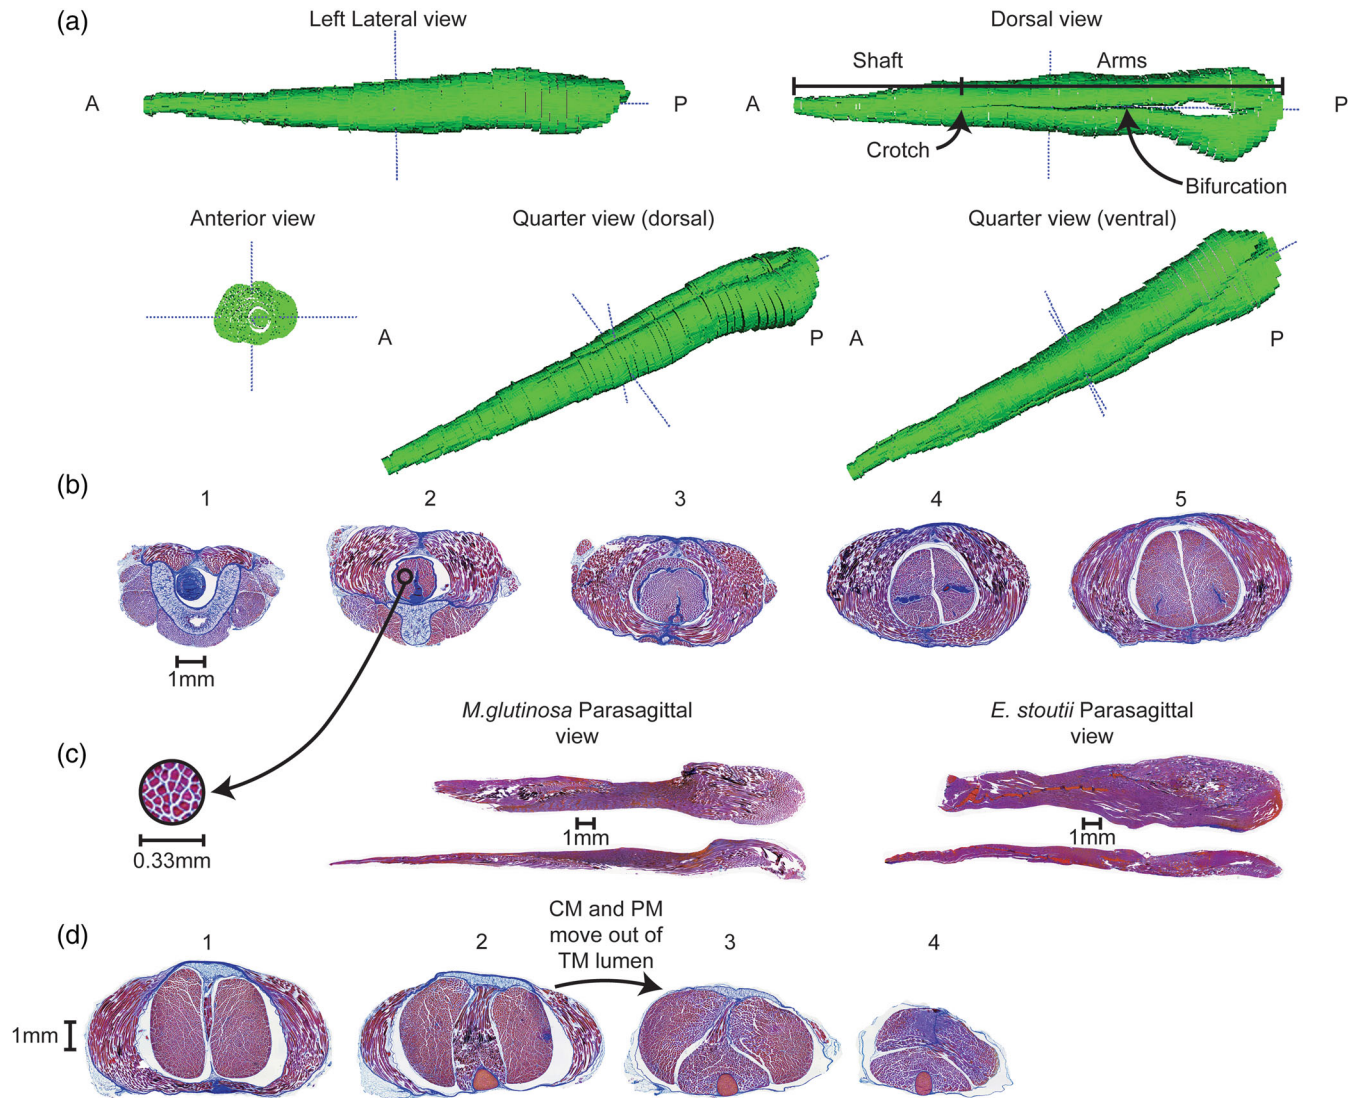 (a)
Left Lateral view
Dorsal view
Shaft
Arms
A
P
A
P
Crotch
Bifurcation
Anterior view
Quarter view (dorsal)
Quarter view (ventral)
A
P
A
P
(b)
1
2
3
4
5
1mm
(c)
M.glutinosa Parasagittal
view
E. stoutii Parasagittal
view
1mm
1mm
0.33mm
(d)
1
2
CM and PM
move out of
TM lumen
3
4
1mm